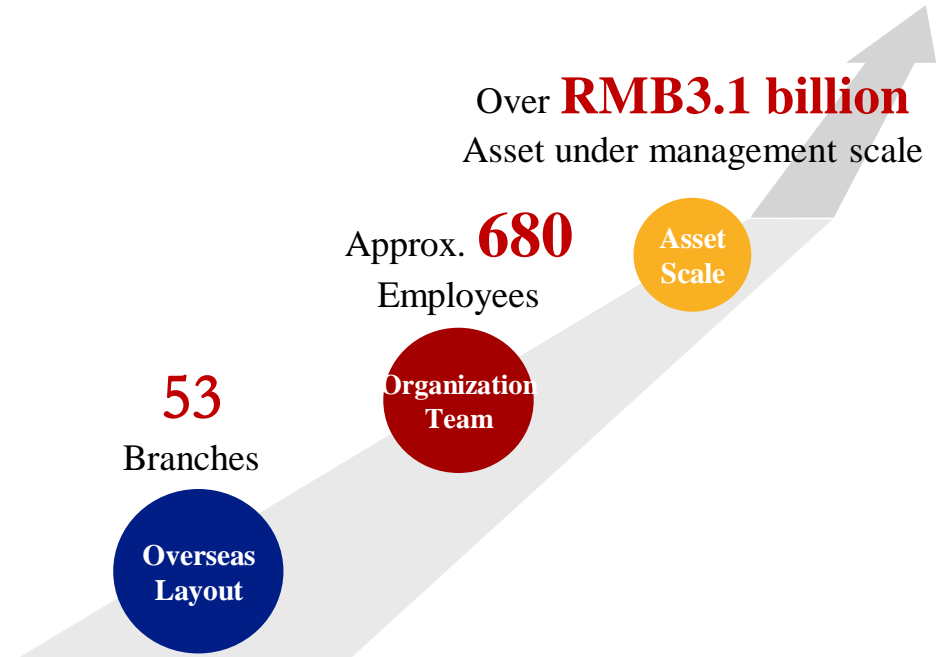 Over RMB3.1 billion
Asset under management scale
Asset
Scale
Approx. 680
Employees
Organization
Team
53
Branches
Overseas
Layout